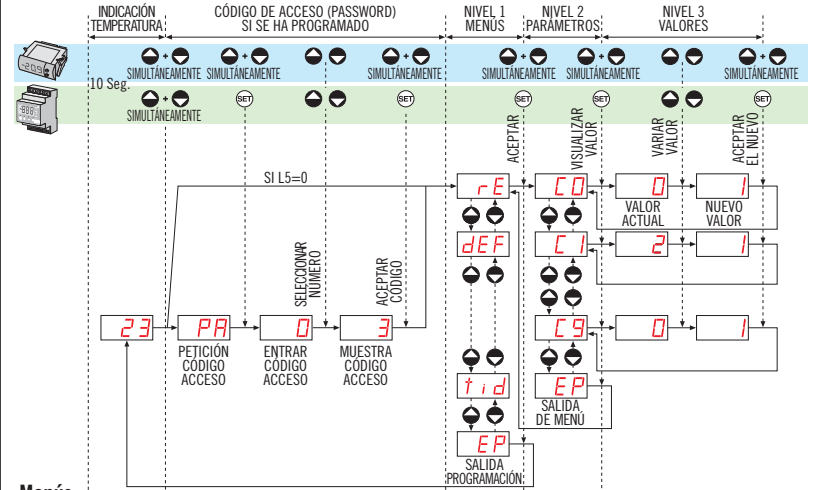 INDICACIÓN TEMPERATURA
CÓDIGO DE ACCESO (PASSWORD)
SI SE HA PROGRAMADO
NIVEL 1
MENÚS
NIVEL 2
PARÁMETROS
NIVEL 3
VALORES
-20.9
+ + + + + +
SIMULTÁNEAMENTE SIMULTÁNEAMENTE SIMULTÁNEAMENTE SIMULTÁNEAMENTE SIMULTÁNEAMENTE SIMULTÁNEAMENTE
10 Seg.
+ SET SET SET SET SET
SIMULTÁNEAMENTE
ACEPTAR
VISUALIZAR
VALOR
VARIAR
VALOR
ACEPTAR
EL NUEVO
SI L5=0
rE C0 0 1
VALOR
ACTUAL
NUEVO
VALOR
dEF C1 2 1
SELECCIONAR
NÚMERO
ACEPTAR
CÓDIGO
23 PA 0 3 C9 0 1
PETICIÓN
CÓDIGO
ACCESO
ENTRAR
CÓDIGO
ACCESO
MUESTRA
CÓDIGO
ACCESO
tid EP
SALIDA
DE MENÚ
EP
SALIDA
PROGRAMACIÓN
Menús